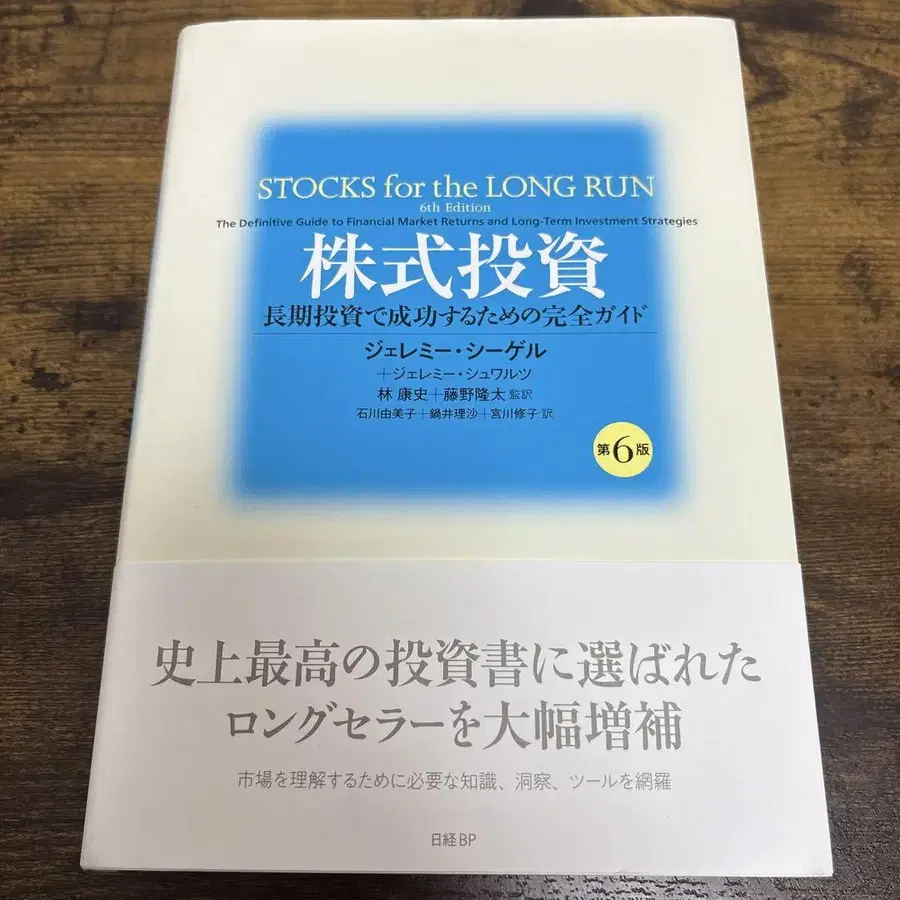 STOCKS for the LONG RUN
6th Edition
The Definitive Guide to Financial Market Returns and Long-Term Investment Strategies
株式投資
長期投資で成功するための完全ガイド
ジェレミー・シーゲル
+ジェレミー・シュワルツ
林 康史+藤野隆太 監訳
石川由美子+鍋井理沙+宮川修子 訳
第6版
史上最高の投資書に選ばれた
ロングセラーを大幅増補
市場を理解するために必要な知識、洞察、ツールを網羅
日経BP